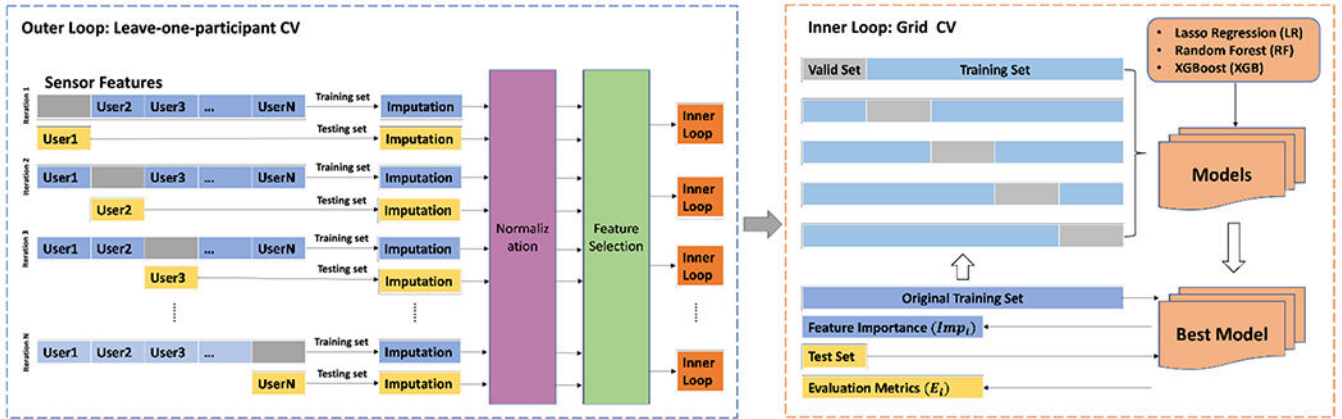 Outer Loop: Leave-one-participant CV
Sensor Features
Iteration 1
User2 User3 ... UserN
Training set
Imputation
User1
Testing set
Imputation
Inner
Loop
Iteration 2
User1 User3 ... UserN
Training set
Imputation
User2
Testing set
Imputation
Inner
Loop
Iteration 3
User1 User2 ... UserN
Training set
Imputation
User3
Testing set
Imputation
Inner
Loop
Iteration N
User1 User2 User3 ...
Training set
Imputation
UserN
Testing set
Imputation
Inner
Loop
Normaliz
ation
Feature
Selection
Inner Loop: Grid CV
Valid Set Training Set
• Lasso Regression (LR)
• Random Forest (RF)
• XGBoost (XGB)
Models
Original Training Set
Feature Importance (Imp_i)
Test Set
Evaluation Metrics (E_i)
Best Model